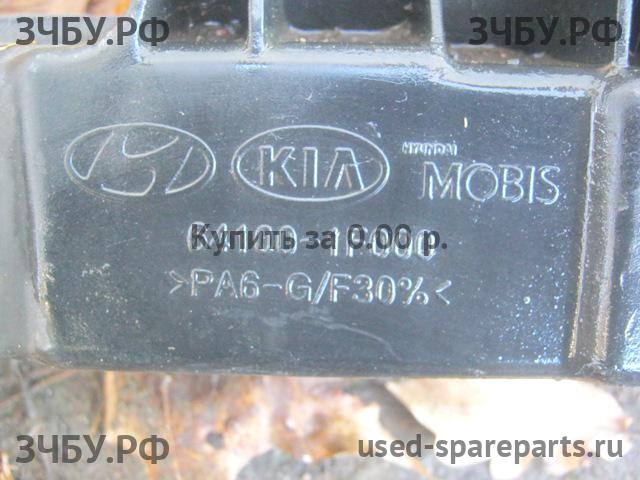 ЗЧБУ.РФ ЗЧБУ.РФ
KIA HYUNDAI MOBIS
Купить за 0.00 р.
>PA6-G/F30%<
ЗЧБУ.РФ used-spareparts.ru